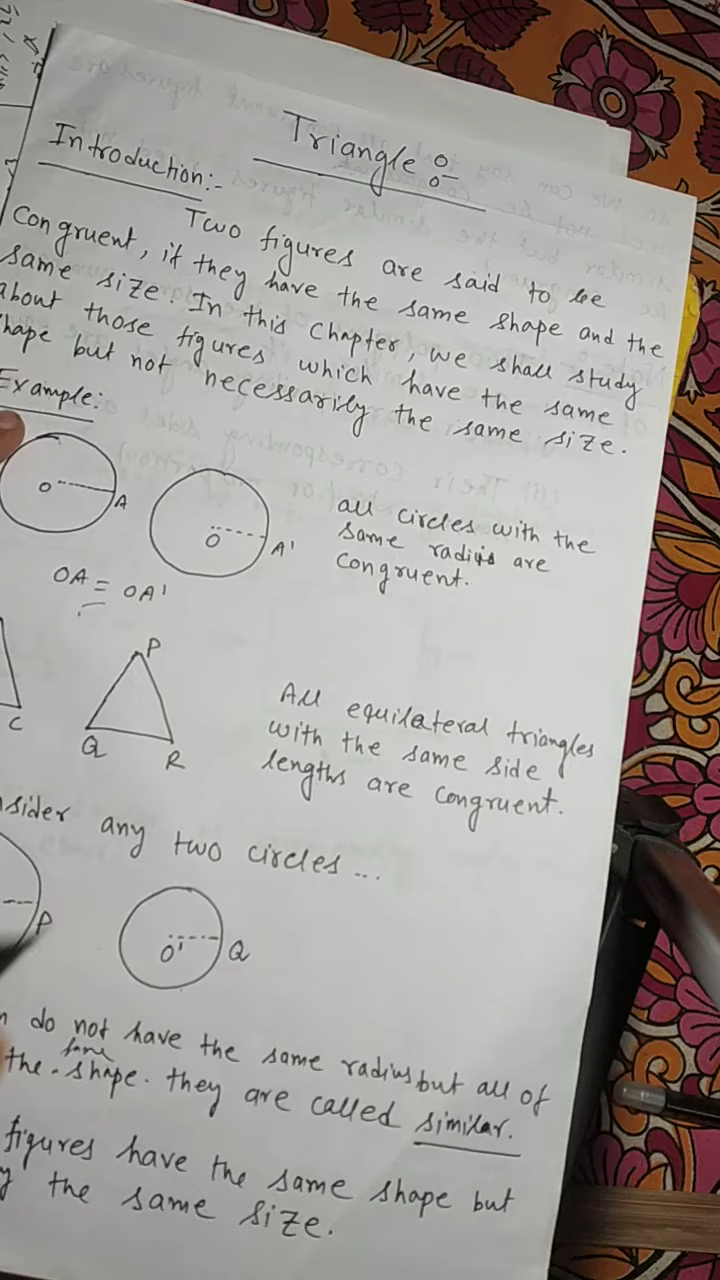 Triangle :-
Introduction:-
Two figures are said to be
Congruent, if they have the same shape and the
same size. In this Chapter, we shall study
about those figures which have the same
hape but not necessarily the same size.
Example:
O A
O A'
all circles with the
same radius are
Congruent.
OA = OA'
C
P
Q R
All equilateral triangles
with the same side
lengths are congruent.
nsider any two circles ...
P
O' Q
do not have the same radius but all of
the same shape. they are called similar.
figures have the same shape but
y the same size.